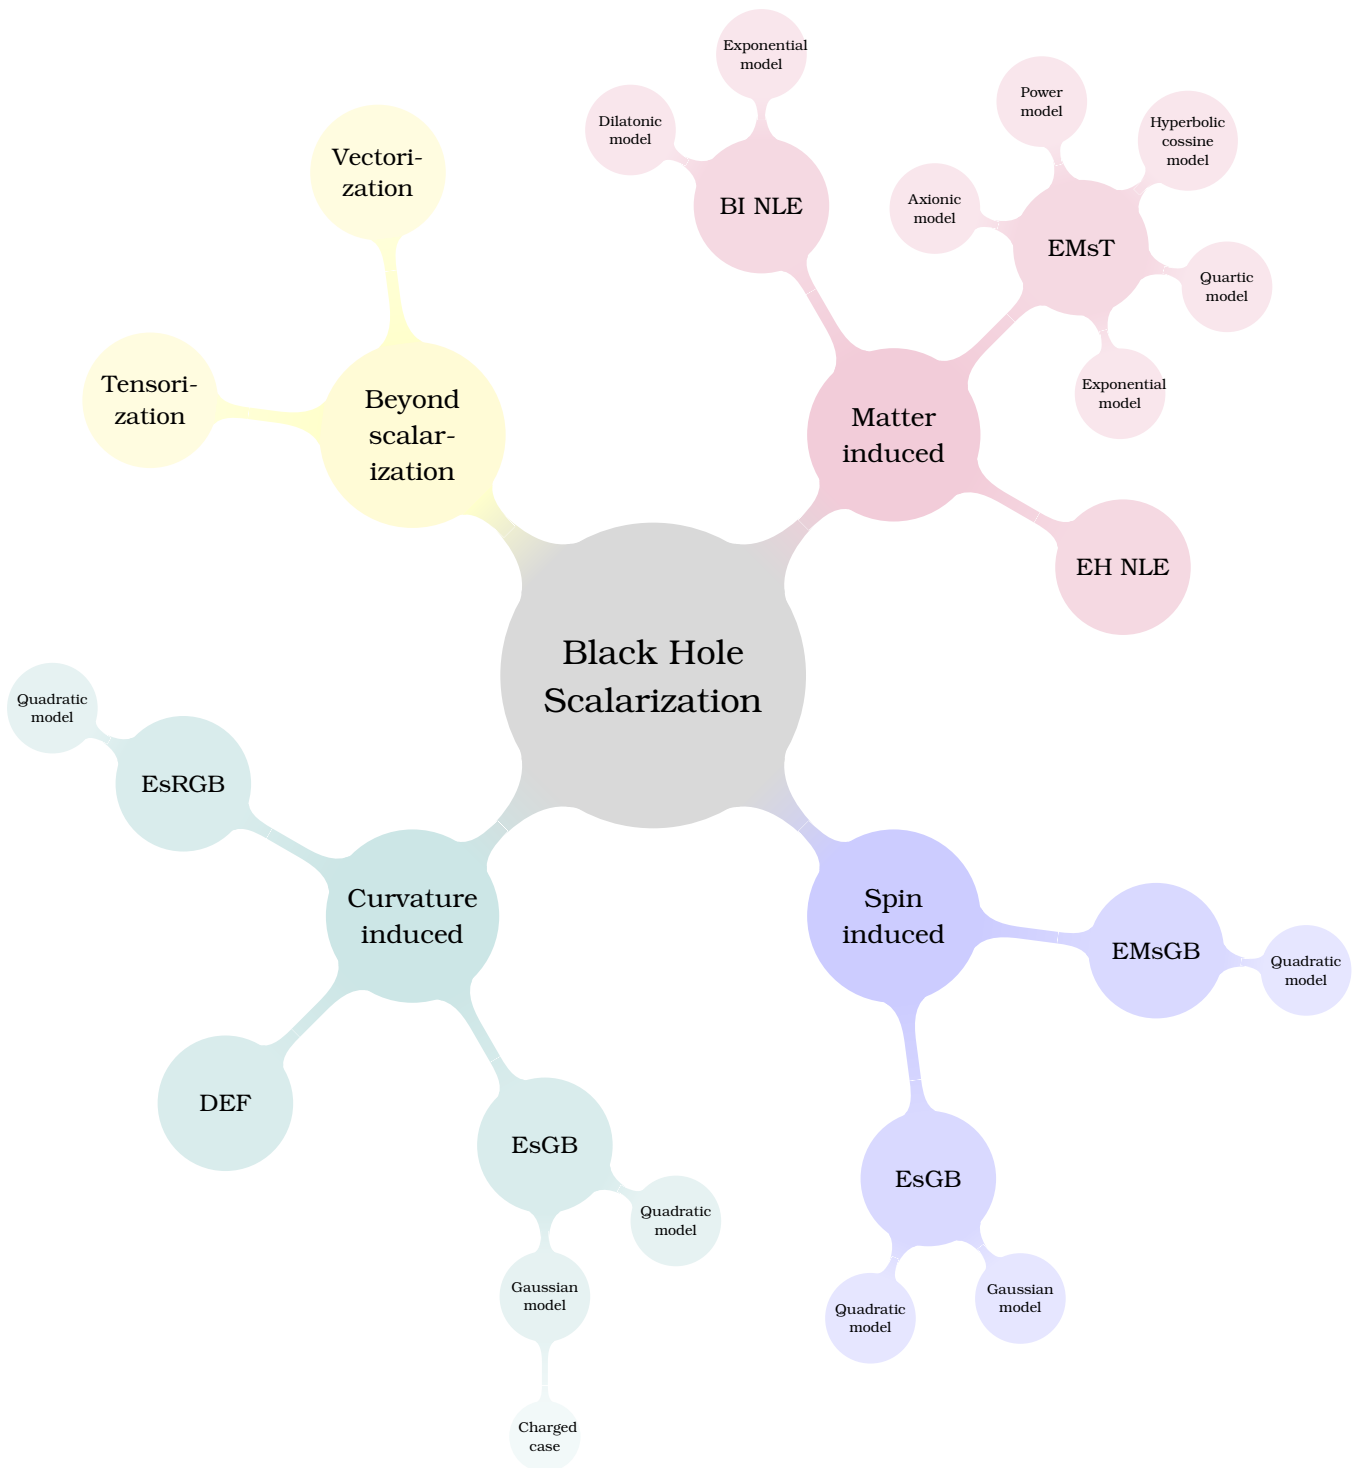 Black Hole
Scalarization
Beyond
scalar-
ization
Vectori-
zation
Tensori-
zation
Matter
induced
BI NLE
Dilatonic
model
Exponential
model
EMsT
Axionic
model
Power
model
Hyperbolic
cossine
model
Quartic
model
Exponential
model
EH NLE
Curvature
induced
EsRGB
Quadratic
model
DEF
EsGB
Quadratic
model
Gaussian
model
Charged
case
Spin
induced
EMsGB
Quadratic
model
EsGB
Quadratic
model
Gaussian
model